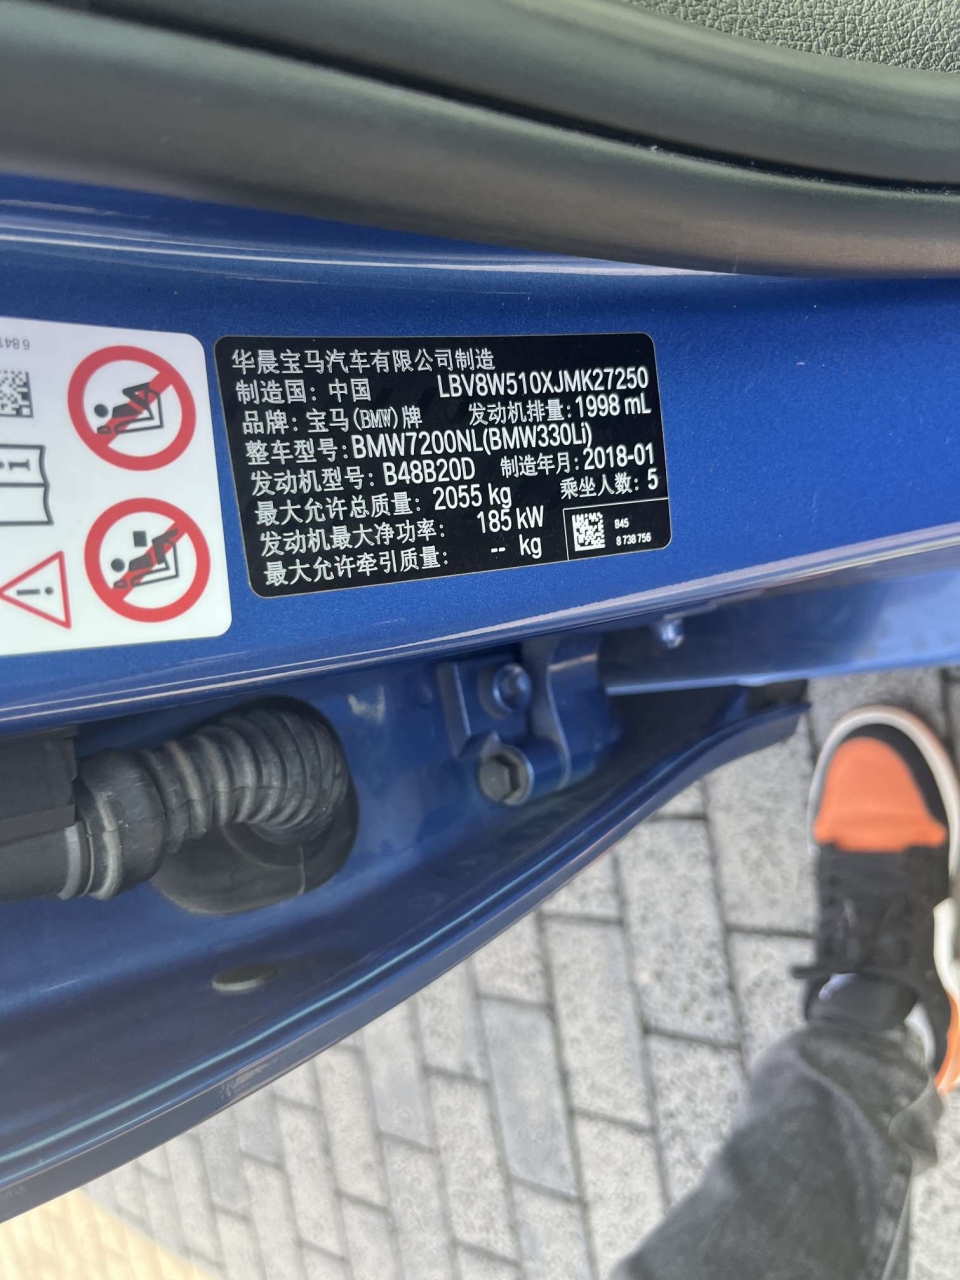 华晨宝马汽车有限公司制造
制造国：中国 LBV8W510XJMK27250
品牌：宝马(BMW)牌 发动机排量：1998 mL
整车型号：BMW7200NL(BMW330Li)
发动机型号：B48B20D 制造年月：2018-01
最大允许总质量：2055 kg 乘坐人数：5
发动机最大净功率：185 kW
最大允许牵引质量：-- kg
B45
9 738 756